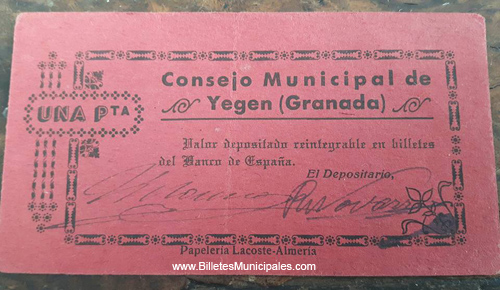 Consejo Municipal de
Yegen (Granada)
UNA PTA
Valor depositado reintegrable en billetes
del Banco de España.
El Depositario,
Papelería Lacoste-Almería
www.BilletesMunicipales.com